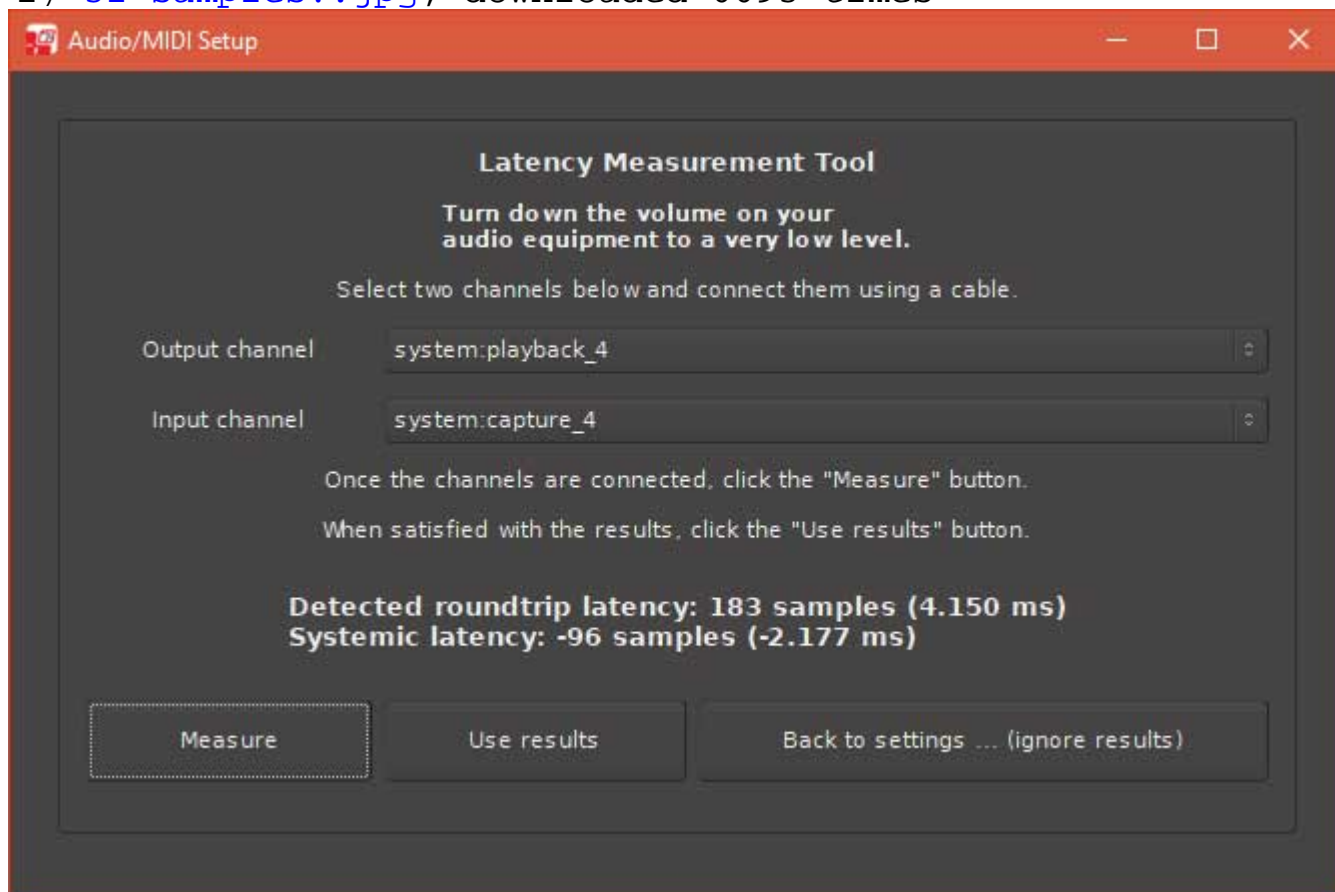 Audio/MIDI Setup
Latency Measurement Tool
Turn down the volume on your
audio equipment to a very low level.
Select two channels below and connect them using a cable.
Output channel system:playback_4
Input channel system:capture_4
Once the channels are connected, click the "Measure" button.
When satisfied with the results, click the "Use results" button.
Detected roundtrip latency: 183 samples (4.150 ms)
Systemic latency: -96 samples (-2.177 ms)
Measure Use results Back to settings ... (ignore results)